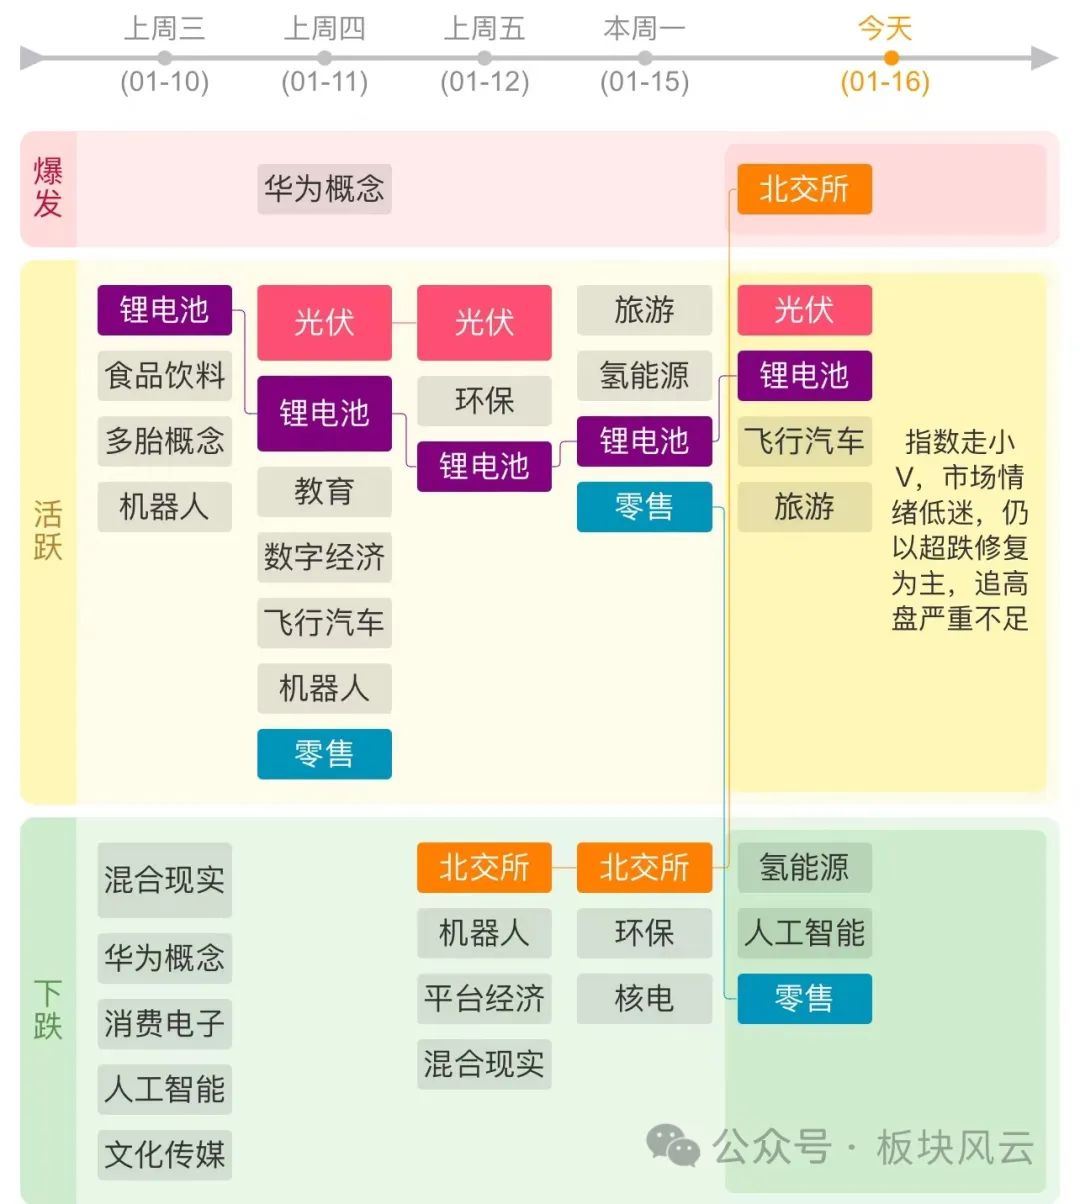 上周三 上周四 上周五 本周一 今天
(01-10) (01-11) (01-12) (01-15) (01-16)
爆发
华为概念
北交所
活跃
锂电池
食品饮料
多胎概念
机器人
光伏
锂电池
教育
数字经济
飞行汽车
机器人
零售
光伏
环保
锂电池
旅游
氢能源
锂电池
零售
光伏
锂电池
飞行汽车
旅游
指数走小
V，市场情
绪低迷，仍
以超跌修复
为主，追高
盘严重不足
下跌
混合现实
华为概念
消费电子
人工智能
文化传媒
北交所
机器人
平台经济
混合现实
北交所
环保
核电
氢能源
人工智能
零售
公众号 · 板块风云